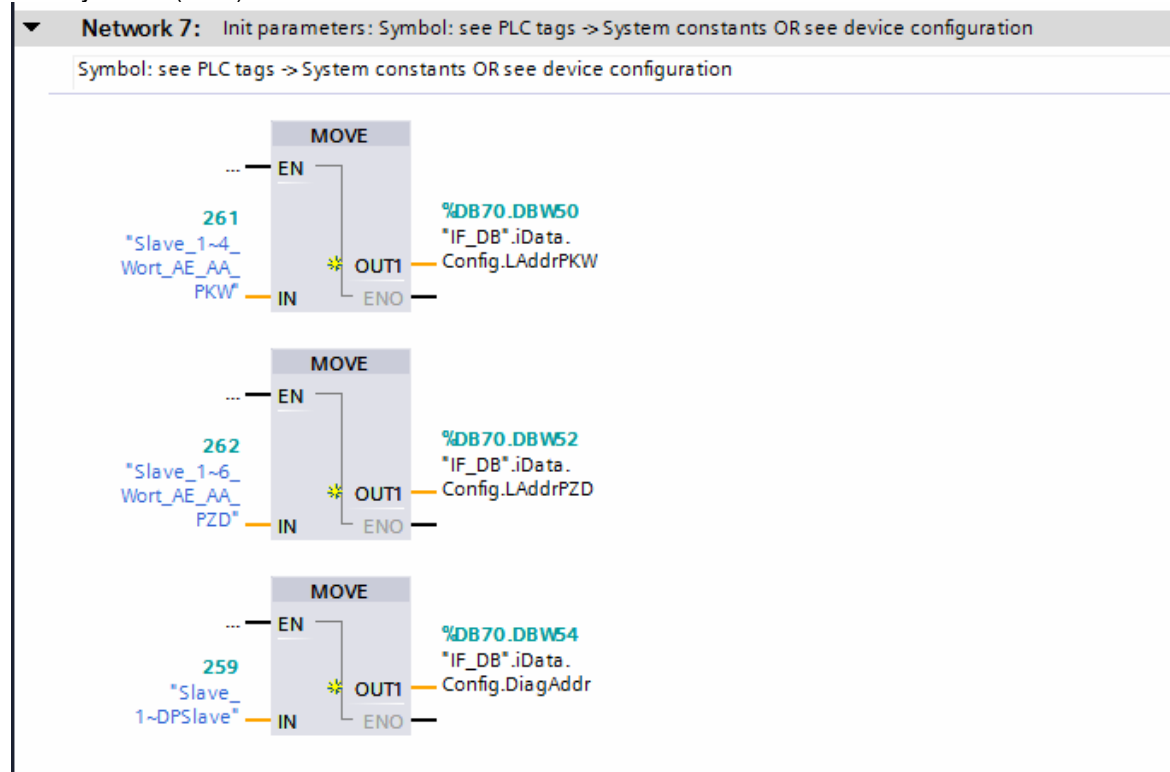 Network 7: Init parameters: Symbol: see PLC tags -> System constants OR see device configuration
Symbol: see PLC tags -> System constants OR see device configuration
MOVE
... EN
261
"Slave_1~4_
Wort_AE_AA_
PKW"
IN
%DB70.DBW50
"IF_DB".iData.
Config.LAddrPKW
OUT1
ENO
MOVE
... EN
262
"Slave_1~6_
Wort_AE_AA_
PZD"
IN
%DB70.DBW52
"IF_DB".iData.
Config.LAddrPZD
OUT1
ENO
MOVE
... EN
259
"Slave_
1~DPSlave"
IN
%DB70.DBW54
"IF_DB".iData.
Config.DiagAddr
OUT1
ENO